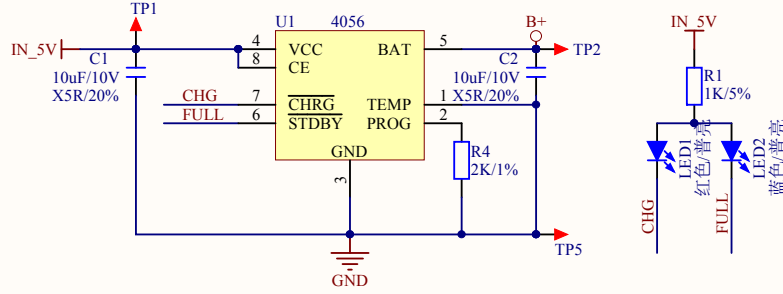 TP1
IN_5V
C1
10uF/10V
X5R/20%
U1
4056
4
VCC
8
CE
7
CHRG
6
STDBY
CHG
FULL
BAT
5
TEMP
1
PROG
2
GND
3
B+
TP2
C2
10uF/10V
X5R/20%
R4
2K/1%
TP5
GND
IN_5V
R1
1K/5%
LED1
红色/普亮
LED2
蓝色/普亮
CHG
FULL